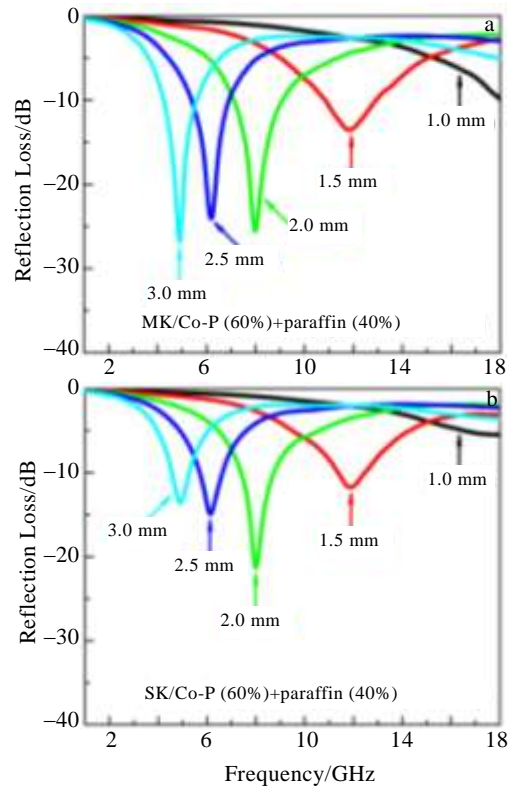 0
a
−10
1.0 mm
1.5 mm
−20
2.0 mm
2.5 mm
−30
3.0 mm
MK/Co-P (60%)+paraffin (40%)
−40
Reflection Loss/dB
2 6 10 14 18
0
b
−10
1.0 mm
3.0 mm
1.5 mm
2.5 mm
−20
2.0 mm
−30
SK/Co-P (60%)+paraffin (40%)
−40
Reflection Loss/dB
2 6 10 14 18
Frequency/GHz